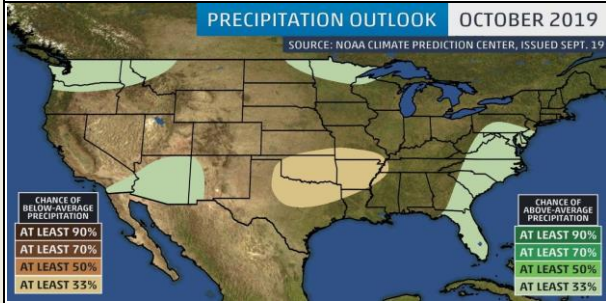 PRECIPITATION OUTLOOK OCTOBER 2019
SOURCE: NOAA CLIMATE PREDICTION CENTER, ISSUED SEPT. 19
CHANCE OF
BELOW-AVERAGE
PRECIPITATION
AT LEAST 90%
AT LEAST 70%
AT LEAST 50%
AT LEAST 33%
CHANCE OF
ABOVE-AVERAGE
PRECIPITATION
AT LEAST 90%
AT LEAST 70%
AT LEAST 50%
AT LEAST 33%